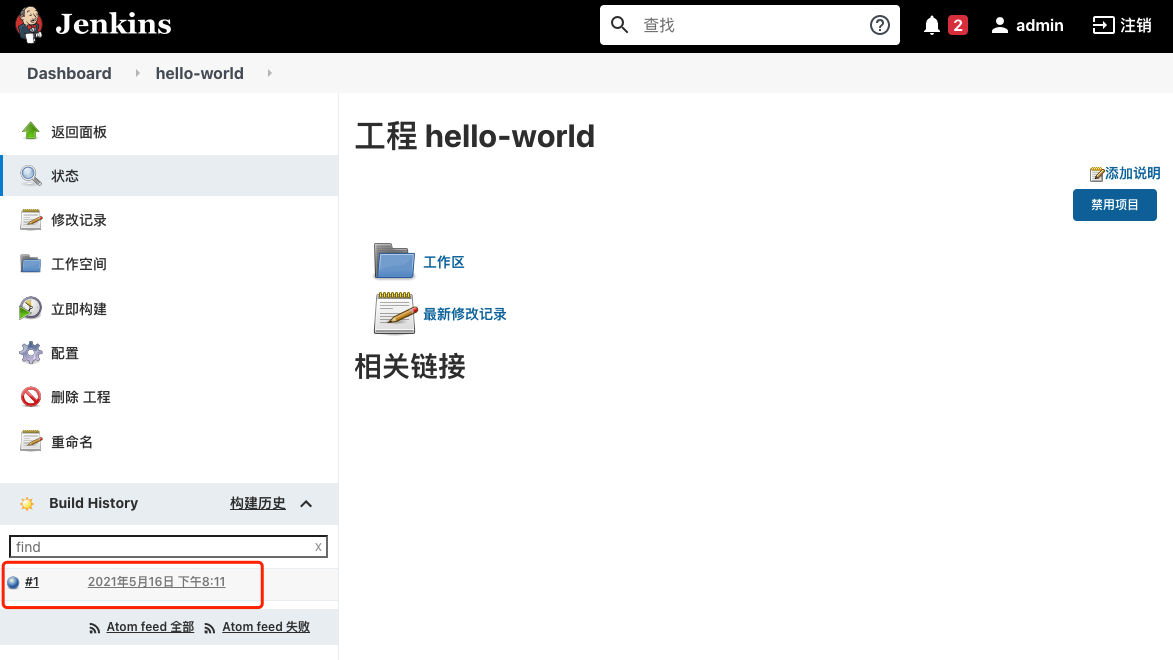 Jenkins
查找
2
admin
注销
Dashboard
hello-world
返回面板
状态
修改记录
工作空间
立即构建
配置
删除 工程
重命名
Build History 构建历史
find x
#1 2021年5月16日 下午8:11
Atom feed 全部 Atom feed 失败
工程 hello-world
添加说明
禁用项目
工作区
最新修改记录
相关链接